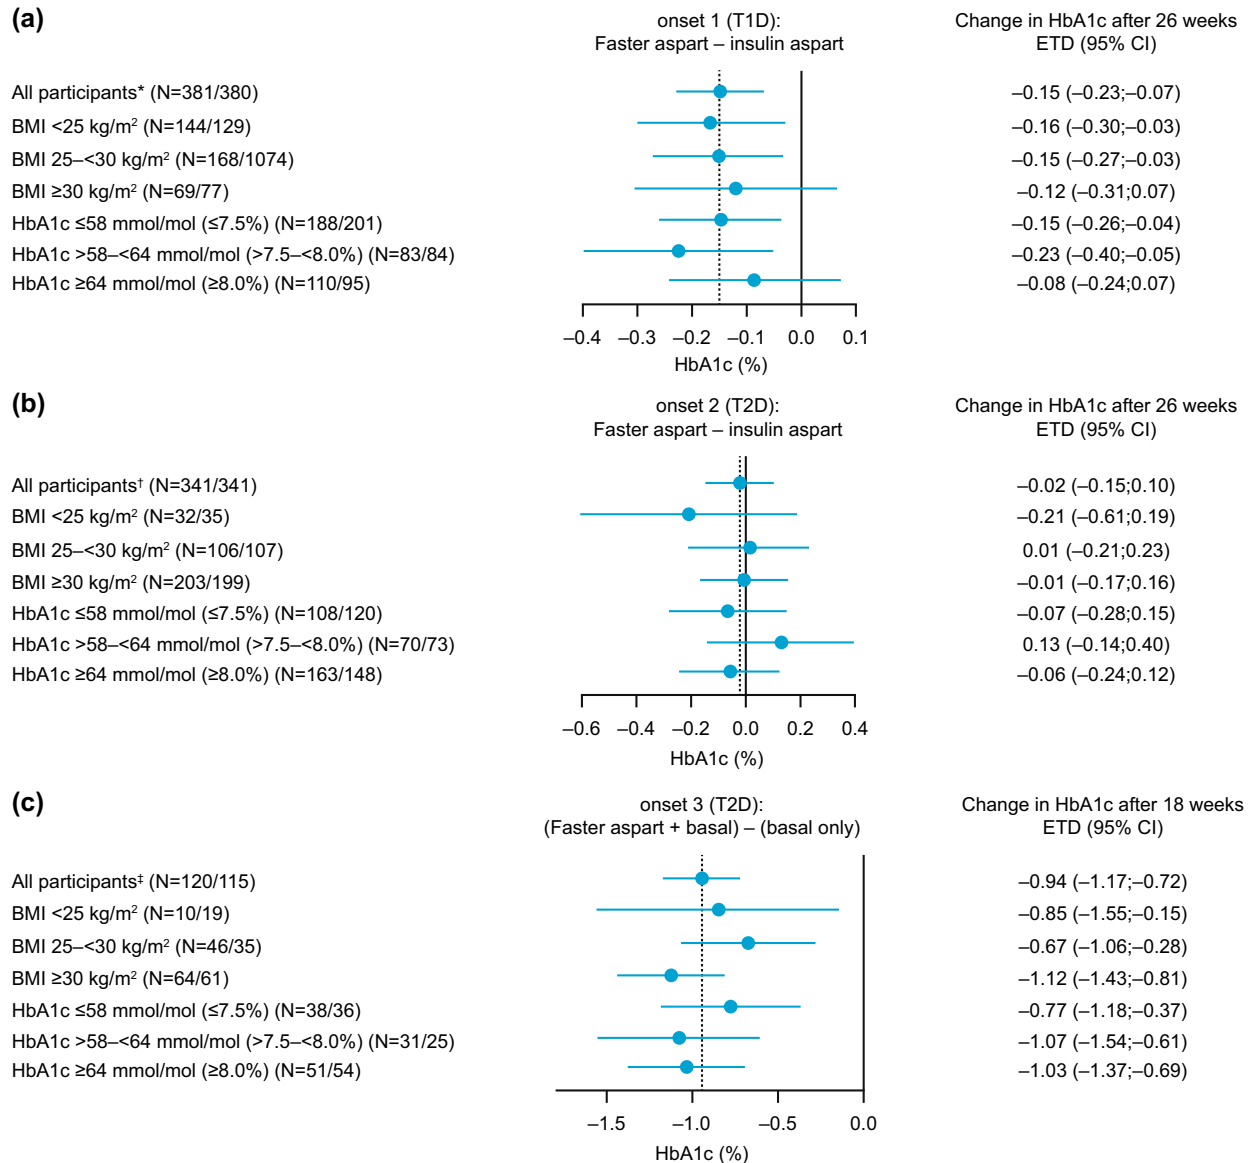 (a)
onset 1 (T1D):
Faster aspart – insulin aspart
Change in HbA1c after 26 weeks
ETD (95% CI)
All participants* (N=381/380) –0.15 (–0.23;–0.07)
BMI <25 kg/m² (N=144/129) –0.16 (–0.30;–0.03)
BMI 25–<30 kg/m² (N=168/1074) –0.15 (–0.27;–0.03)
BMI ≥30 kg/m² (N=69/77) –0.12 (–0.31;0.07)
HbA1c ≤58 mmol/mol (≤7.5%) (N=188/201) –0.15 (–0.26;–0.04)
HbA1c >58–<64 mmol/mol (>7.5–<8.0%) (N=83/84) –0.23 (–0.40;–0.05)
HbA1c ≥64 mmol/mol (≥8.0%) (N=110/95) –0.08 (–0.24;0.07)
–0.4 –0.3 –0.2 –0.1 0.0 0.1
HbA1c (%)
(b)
onset 2 (T2D):
Faster aspart – insulin aspart
Change in HbA1c after 26 weeks
ETD (95% CI)
All participants† (N=341/341) –0.02 (–0.15;0.10)
BMI <25 kg/m² (N=32/35) –0.21 (–0.61;0.19)
BMI 25–<30 kg/m² (N=106/107) 0.01 (–0.21;0.23)
BMI ≥30 kg/m² (N=203/199) –0.01 (–0.17;0.16)
HbA1c ≤58 mmol/mol (≤7.5%) (N=108/120) –0.07 (–0.28;0.15)
HbA1c >58–<64 mmol/mol (>7.5–<8.0%) (N=70/73) 0.13 (–0.14;0.40)
HbA1c ≥64 mmol/mol (≥8.0%) (N=163/148) –0.06 (–0.24;0.12)
–0.6 –0.4 –0.2 0.0 0.2 0.4
HbA1c (%)
(c)
onset 3 (T2D):
(Faster aspart + basal) – (basal only)
Change in HbA1c after 18 weeks
ETD (95% CI)
All participants‡ (N=120/115) –0.94 (–1.17;–0.72)
BMI <25 kg/m² (N=10/19) –0.85 (–1.55;–0.15)
BMI 25–<30 kg/m² (N=46/35) –0.67 (–1.06;–0.28)
BMI ≥30 kg/m² (N=64/61) –1.12 (–1.43;–0.81)
HbA1c ≤58 mmol/mol (≤7.5%) (N=38/36) –0.77 (–1.18;–0.37)
HbA1c >58–<64 mmol/mol (>7.5–<8.0%) (N=31/25) –1.07 (–1.54;–0.61)
HbA1c ≥64 mmol/mol (≥8.0%) (N=51/54) –1.03 (–1.37;–0.69)
–1.5 –1.0 –0.5 0.0
HbA1c (%)